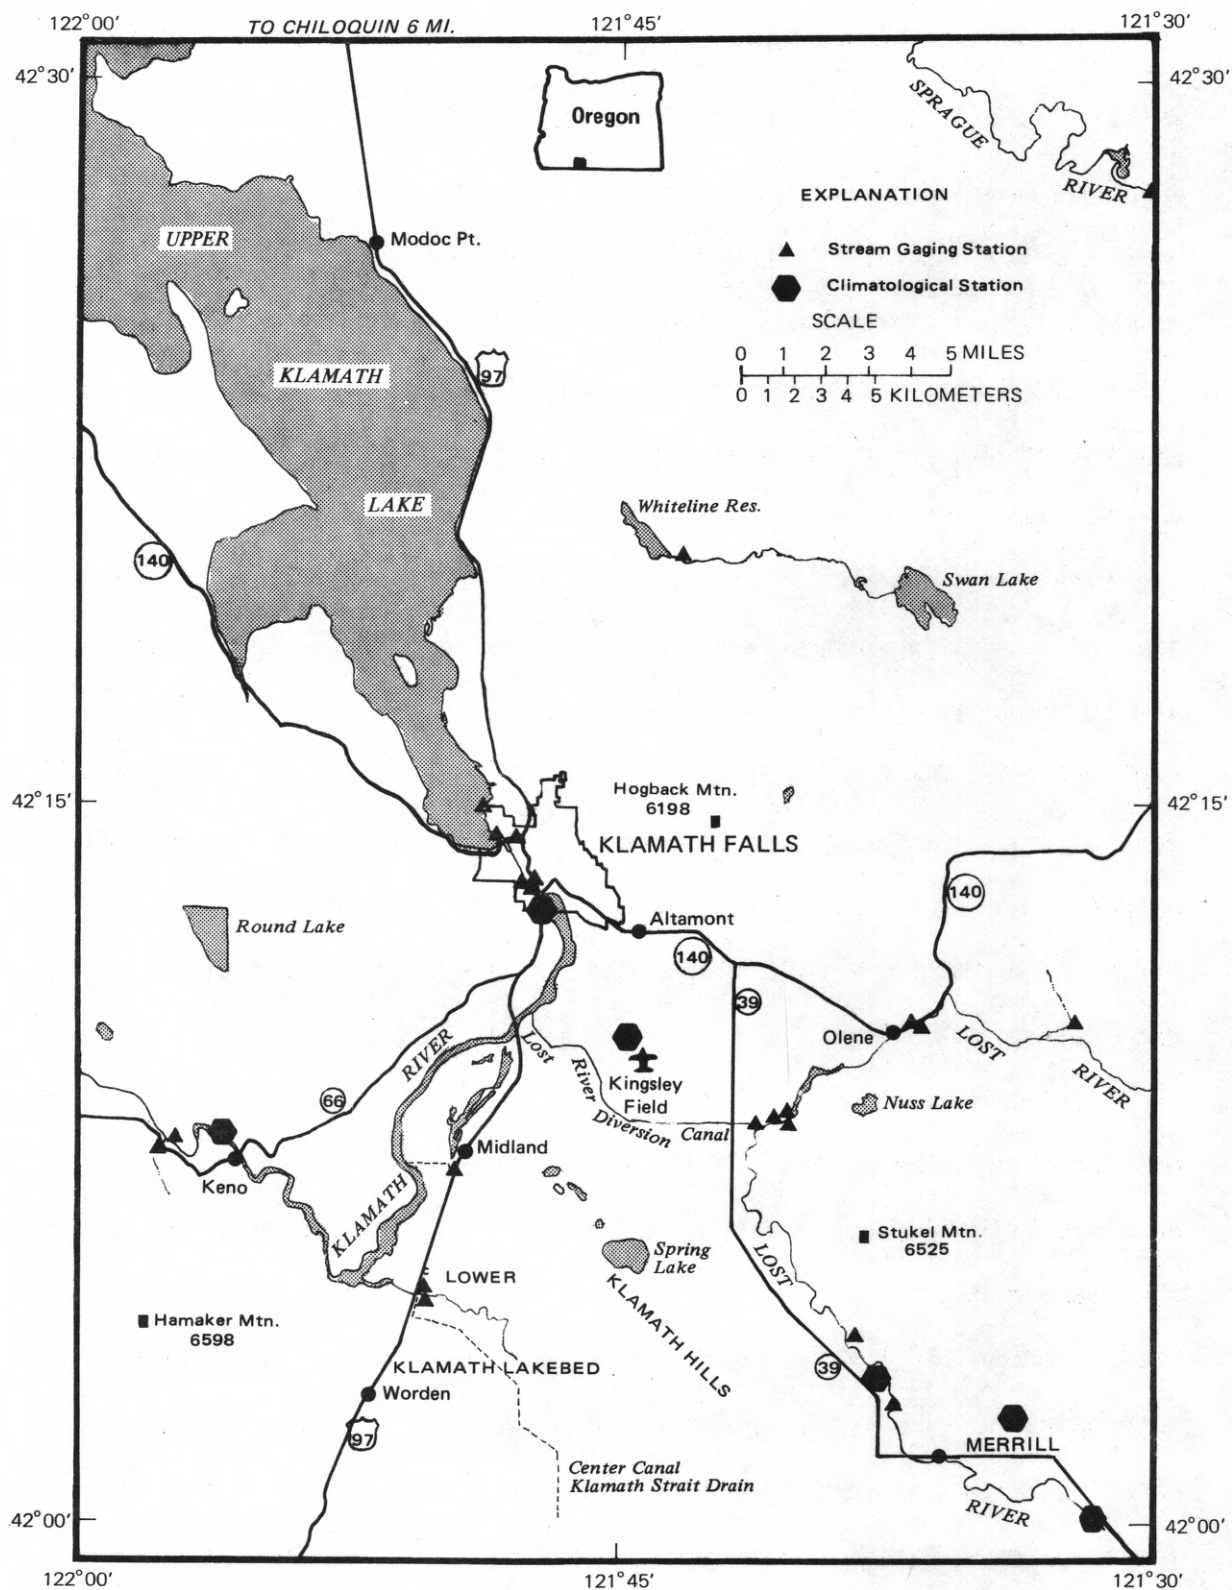 122°00'
TO CHILOQUIN 6 MI.
121°45'
121°30'
42°30'
42°30'
Oregon
SPRAGUE
RIVER
EXPLANATION
Stream Gaging Station
Climatological Station
SCALE
0 1 2 3 4 5 MILES
0 1 2 3 4 5 KILOMETERS
UPPER
Modoc Pt.
KLAMATH
97
LAKE
Whiteline Res.
140
Swan Lake
42°15'
Hogback Mtn.
6198
42°15'
KLAMATH FALLS
140
Round Lake
Altamont
140
39
Olene
LOST
RIVER
RIVER
Lost
River
Diversion
Canal
Kingsley
Field
66
Nuss Lake
Midland
Keno
KLAMATH
Stukel Mtn.
6525
LOST
Spring
Lake
LOWER
KLAMATH HILLS
Hamaker Mtn.
6598
KLAMATH LAKEBED
39
Worden
97
MERRILL
Center Canal
Klamath Strait Drain
RIVER
42°00'
42°00'
122°00'
121°45'
121°30'